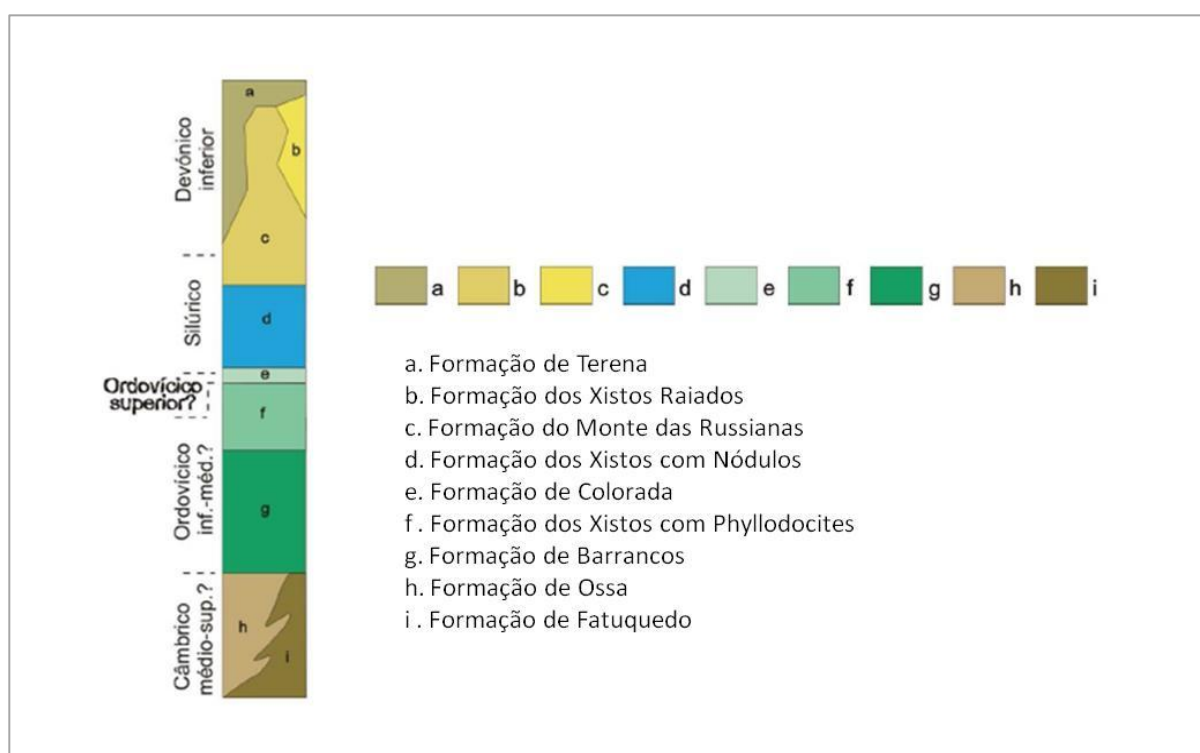 Devónico
inferior
Silúrico
Ordovícico
superior?
Ordovícico
inf.-méd.?
Câmbrico
médio-sup.?
a
b
c
d
e
f
g
h
i
a b c d e f g h i
a. Formação de Terena
b. Formação dos Xistos Raiados
c. Formação do Monte das Russianas
d. Formação dos Xistos com Nódulos
e. Formação de Colorada
f . Formação dos Xistos com Phyllodocites
g. Formação de Barrancos
h. Formação de Ossa
i . Formação de Fatuquedo